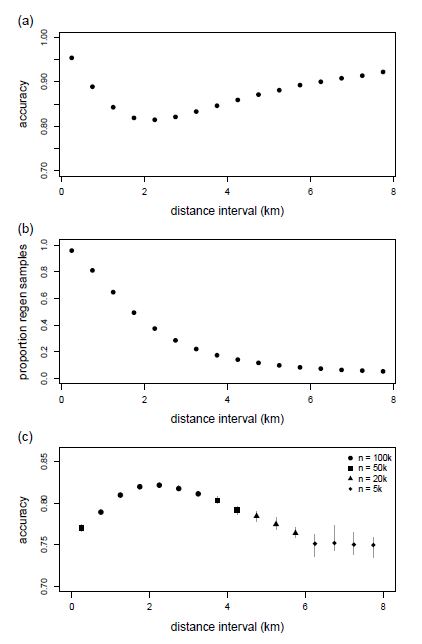 (a)
accuracy
1.00
0.90
0.80
0.70
0 2 4 6 8
distance interval (km)
(b)
proportion regen samples
1.0
0.8
0.6
0.4
0.2
0.0
0 2 4 6 8
distance interval (km)
(c)
accuracy
0.85
0.80
0.75
0.70
n = 100k
n = 50k
n = 20k
n = 5k
0 2 4 6 8
distance interval (km)